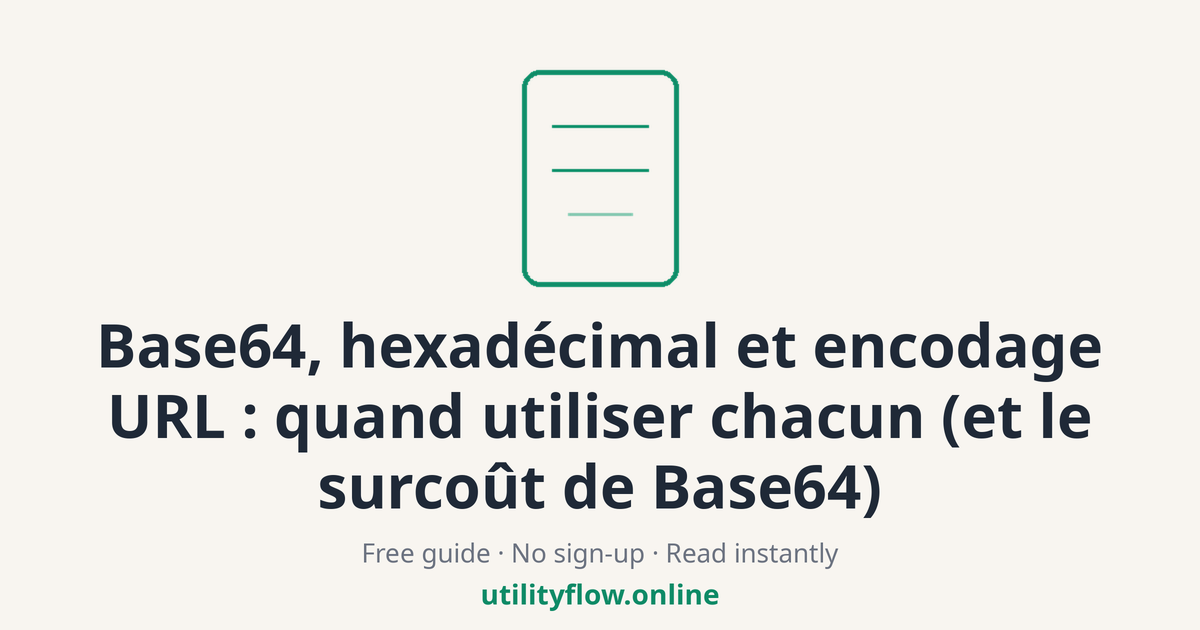 Base64, hexadécimal et encodage
URL : quand utiliser chacun (et le
surcoût de Base64)
Free guide · No sign-up · Read instantly
utilityflow.online